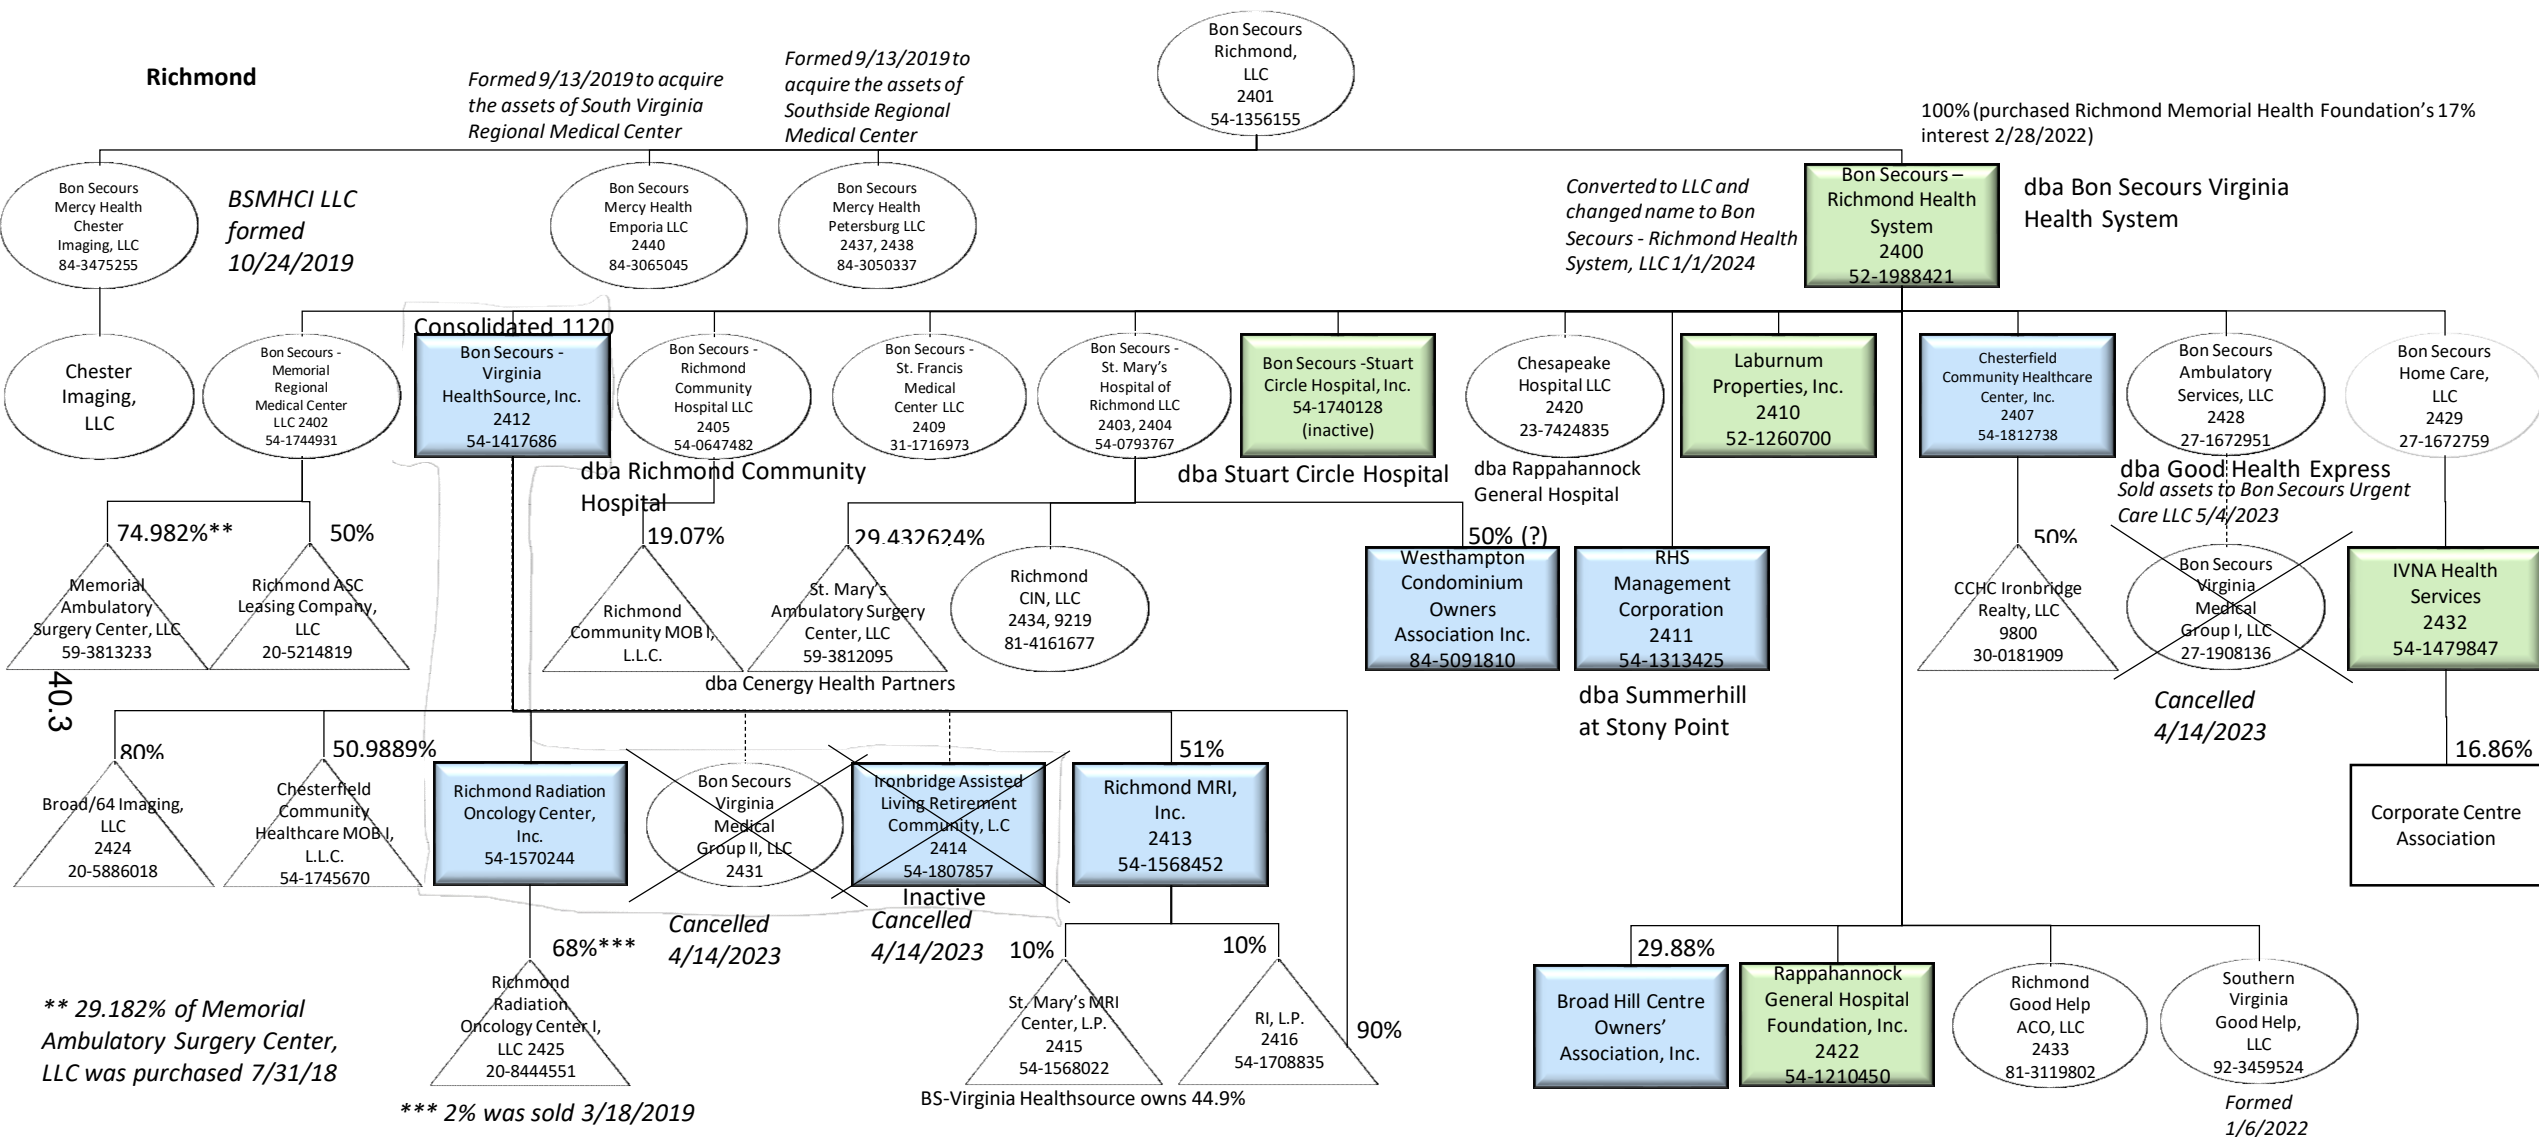 Richmond
Formed 9/13/2019 to acquire
the assets of South Virginia
Regional Medical Center
Formed 9/13/2019 to
acquire the assets of
Southside Regional
Medical Center
Bon Secours
Richmond,
LLC
2401
54-1356155
100% (purchased Richmond Memorial Health Foundation's 17%
interest 2/28/2022)
Bon Secours
Mercy Health
Chester
Imaging, LLC
84-3475255
BSMHCI LLC
formed
10/24/2019
Bon Secours
Mercy Health
Emporia LLC
2440
84-3065045
Bon Secours
Mercy Health
Petersburg LLC
2437, 2438
84-3050337
Converted to LLC and
changed name to Bon
Secours - Richmond Health
System, LLC 1/1/2024
Bon Secours –
Richmond Health
System
2400
52-1988421
dba Bon Secours Virginia
Health System
Chester
Imaging,
LLC
Bon Secours -
Memorial
Regional
Medical Center
LLC 2402
54-1744931
Consolidated 1120
Bon Secours -
Virginia
HealthSource, Inc.
2412
54-1417686
Bon Secours -
Richmond
Community
Hospital LLC
2405
54-0647482
dba Richmond Community
Hospital
Bon Secours -
St. Francis
Medical
Center LLC
2409
31-1716973
Bon Secours -
St. Mary's
Hospital of
Richmond LLC
2403, 2404
54-0793767
Bon Secours -Stuart
Circle Hospital, Inc.
54-1740128
(inactive)
dba Stuart Circle Hospital
Chesapeake
Hospital LLC
2420
23-7424835
dba Rappahannock
General Hospital
Laburnum
Properties, Inc.
2410
52-1260700
Chesterfield
Community Healthcare
Center, Inc.
2407
54-1812738
Bon Secours
Ambulatory
Services, LLC
2428
27-1672951
dba Good Health Express
Sold assets to Bon Secours Urgent
Care LLC 5/4/2023
Bon Secours
Home Care,
LLC
2429
27-1672759
74.982%**
Memorial
Ambulatory
Surgery Center, LLC
59-3813233
50%
Richmond ASC
Leasing Company,
LLC
20-5214819
19.07%
Richmond
Community MOB I,
L.L.C.
29.432624%
St. Mary's
Ambulatory Surgery
Center, LLC
59-3812095
dba Cenergy Health Partners
Richmond
CIN, LLC
2434, 9219
81-4161677
50% (?)
Westhampton
Condominium
Owners
Association Inc.
84-5091810
RHS
Management
Corporation
2411
54-1313425
dba Summerhill
at Stony Point
50%
CCHC Ironbridge
Realty, LLC
9800
30-0181909
Bon Secours
Virginia
Medical
Group I, LLC
27-1908136
Cancelled
4/14/2023
IVNA Health
Services
2432
54-1479847
16.86%
Corporate Centre
Association
40.3
80%
Broad/64 Imaging,
LLC
2424
20-5886018
50.9889%
Chesterfield
Community
Healthcare MOB I,
L.L.C.
54-1745670
Richmond Radiation
Oncology Center,
Inc.
54-1570244
Bon Secours
Virginia
Medical
Group II, LLC
2431
Cancelled
4/14/2023
Ironbridge Assisted
Living Retirement
Community, L.C
2414
54-1807857
Inactive
Cancelled
4/14/2023
51%
Richmond MRI,
Inc.
2413
54-1568452
68%***
Richmond
Radiation
Oncology Center I,
LLC 2425
20-8444551
10%
St. Mary's MRI
Center, L.P.
2415
54-1568022
10%
RI, L.P.
2416
54-1708835
90%
BS-Virginia Healthsource owns 44.9%
29.88%
Broad Hill Centre
Owners'
Association, Inc.
Rappahannock
General Hospital
Foundation, Inc.
2422
54-1210450
Richmond
Good Help
ACO, LLC
2433
81-3119802
Southern
Virginia
Good Help,
LLC
92-3459524
Formed
1/6/2022
** 29.182% of Memorial
Ambulatory Surgery Center,
LLC was purchased 7/31/18
*** 2% was sold 3/18/2019